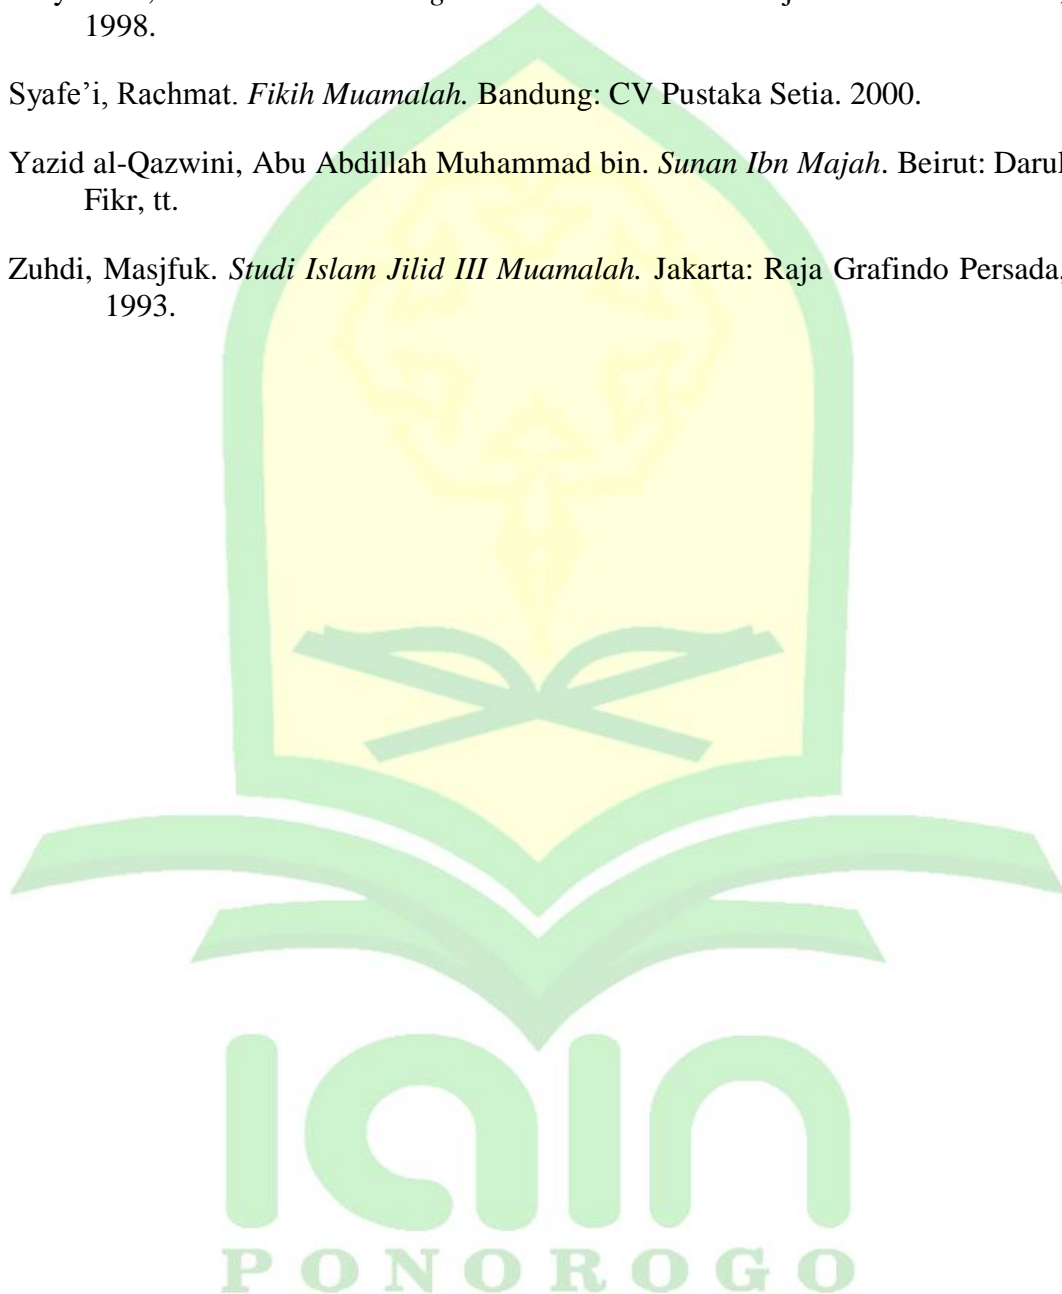 1998.
Syafe’i, Rachmat. Fikih Muamalah. Bandung: CV Pustaka Setia. 2000.
Yazid al-Qazwini, Abu Abdillah Muhammad bin. Sunan Ibn Majah. Beirut: Darul
Fikr, tt.
Zuhdi, Masjfuk. Studi Islam Jilid III Muamalah. Jakarta: Raja Grafindo Persada,
1993.
IAIN
PONOROGO